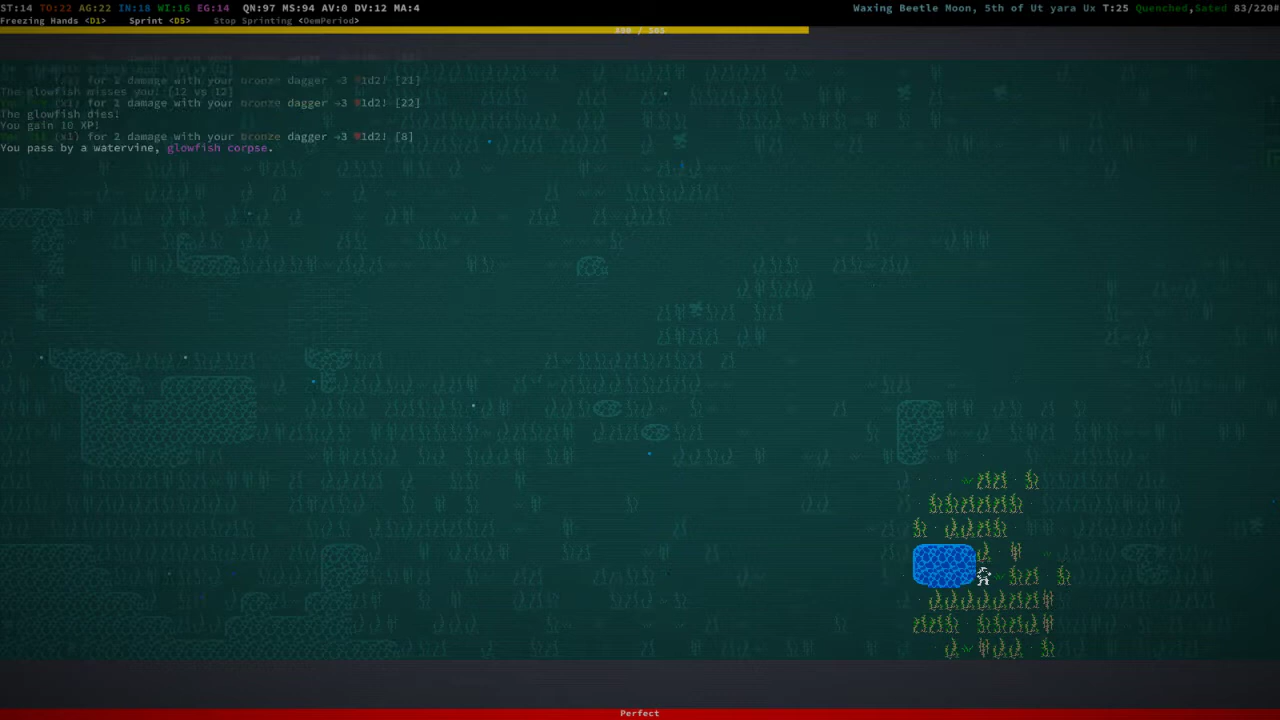 ST:14 TO:22 AG:22 IN:18 WI:16 EG:14 QN:97 MS:94 AV:0 DV:12 MA:4
Waxing Beetle Moon, 5th of Ut yara Ux T:25 Quenched,Sated 83/220#
Freezing Hands <D1> Sprint <D5> Stop Sprinting <OemPeriod>
for 2 damage with your bronze dagger →3 ♥1d2! [21]
The glowfish misses you! [12 vs 12]
(x1) for 2 damage with your bronze dagger →3 ♥1d2! [22]
The glowfish dies!
You gain 10 XP!
(x1) for 2 damage with your bronze dagger →3 ♥1d2! [8]
You pass by a watervine, glowfish corpse.
Perfect